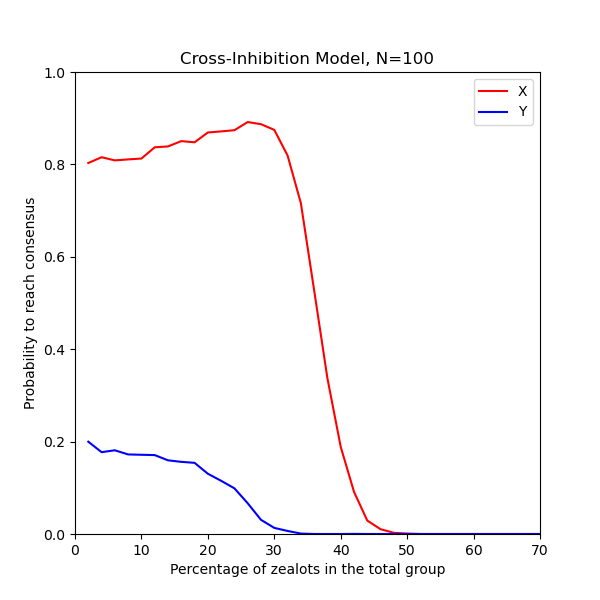 Cross-Inhibition Model, N=100
X
Y
1.0
0.8
0.6
0.4
0.2
0.0
Probability to reach consensus
0 10 20 30 40 50 60 70
Percentage of zealots in the total group